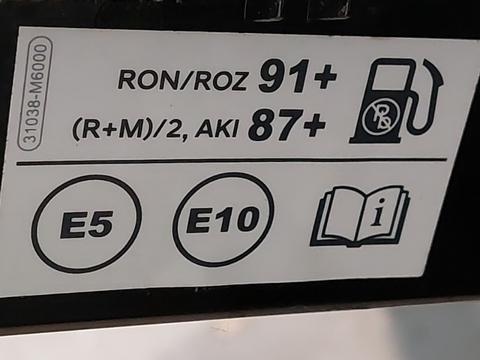 31038-M6000
RON/ROZ 91+
(R+M)/2, AKI 87+
Pb
E5 E10 i